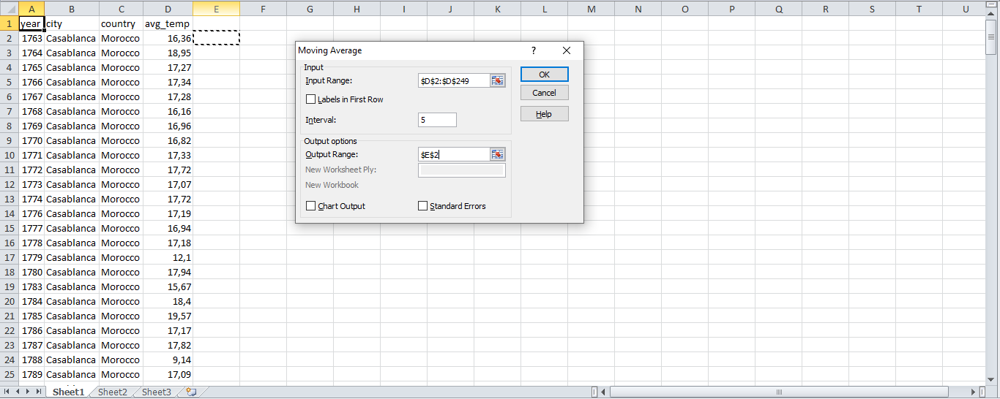 A B C D E F G H I J K L M N O P Q R S T U
1 year city country avg_temp
2 1763 Casablanca Morocco 16,36
3 1764 Casablanca Morocco 18,95
4 1765 Casablanca Morocco 17,27
5 1766 Casablanca Morocco 17,34
6 1767 Casablanca Morocco 17,28
7 1768 Casablanca Morocco 16,16
8 1769 Casablanca Morocco 16,96
9 1770 Casablanca Morocco 16,82
10 1771 Casablanca Morocco 17,33
11 1772 Casablanca Morocco 17,72
12 1773 Casablanca Morocco 17,07
13 1774 Casablanca Morocco 17,72
14 1776 Casablanca Morocco 17,19
15 1777 Casablanca Morocco 16,94
16 1778 Casablanca Morocco 17,18
17 1779 Casablanca Morocco 12,1
18 1780 Casablanca Morocco 17,94
19 1783 Casablanca Morocco 15,67
20 1784 Casablanca Morocco 18,4
21 1785 Casablanca Morocco 19,57
22 1786 Casablanca Morocco 17,17
23 1787 Casablanca Morocco 17,82
24 1788 Casablanca Morocco 9,14
25 1789 Casablanca Morocco 17,09
Moving Average ?
Input
Input Range: $D$2:$D$249
Labels in First Row
Interval: 5
Output options
Output Range: $E$2
New Worksheet Ply:
New Workbook
Chart Output Standard Errors
OK
Cancel
Help
Sheet1 Sheet2 Sheet3